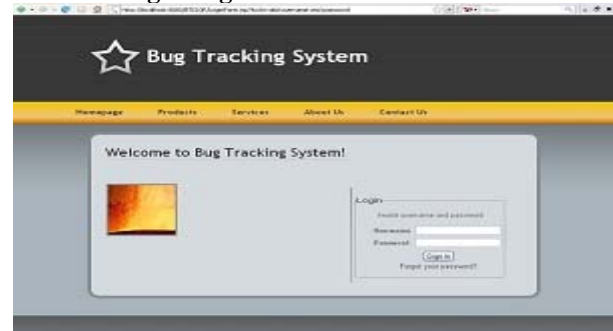 Bug Tracking System
Homepage Products Services About Us Contact Us
Welcome to Bug Tracking System!
Login
Invalid username and password
Username
Password
Sign In
Forgot your password?